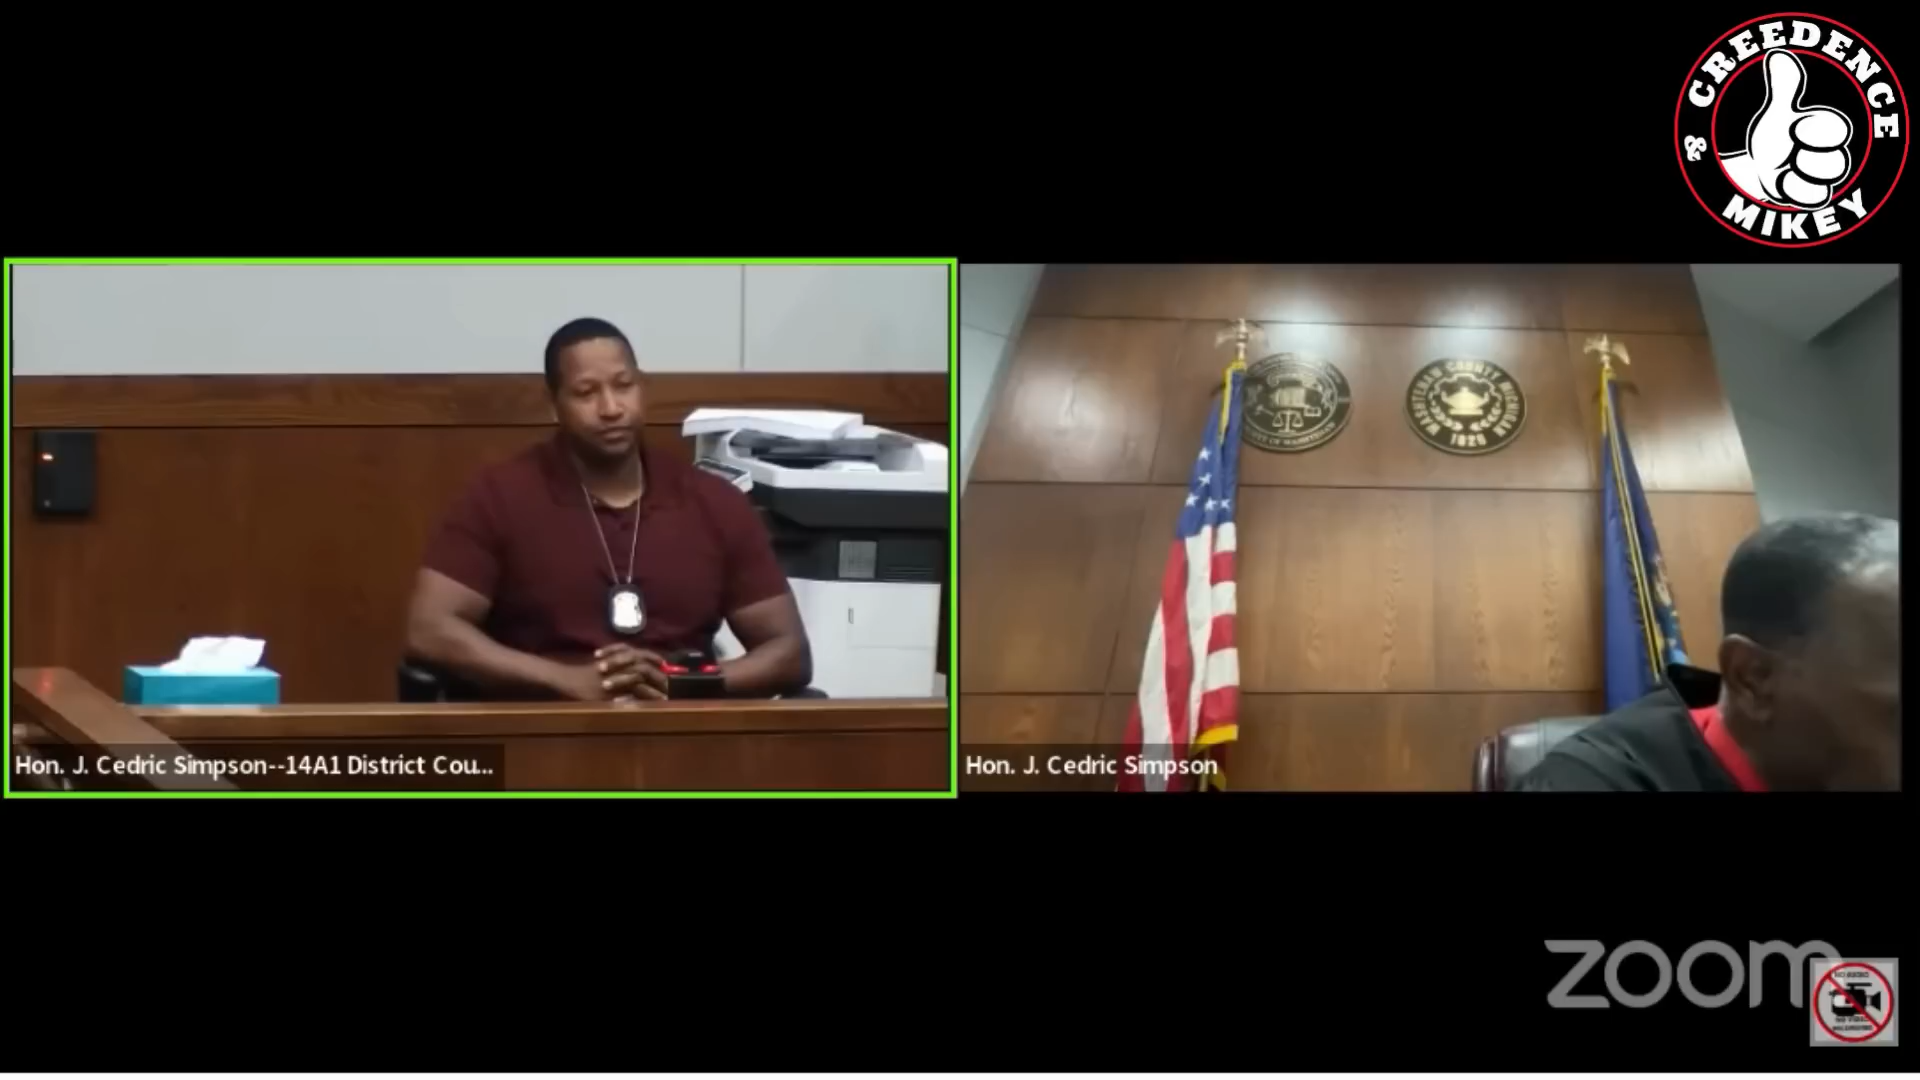 & CREEDENCE
MIKEY
WASHTENAW COUNTY MICHIGAN
1826
Hon. J. Cedric Simpson--14A1 District Cou...
Hon. J. Cedric Simpson
zoom